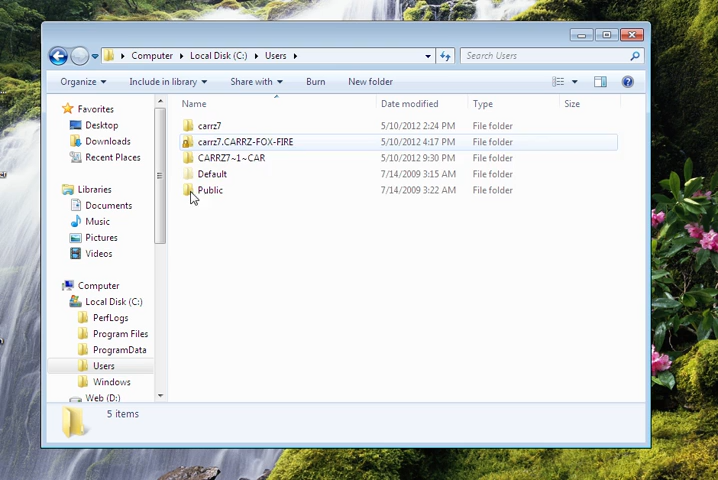 Computer Local Disk (C:) Users
Search Users
Organize Include in library Share with Burn New folder
Name Date modified Type Size
Favorites
Desktop
Downloads
Recent Places
Libraries
Documents
Music
Pictures
Videos
Computer
Local Disk (C:)
PerfLogs
Program Files
ProgramData
Users
Windows
Web (D:)
carrz7 5/10/2012 2:24 PM File folder
carrz7.CARRZ-FOX-FIRE 5/10/2012 4:17 PM File folder
CARRZ7~1~CAR 5/10/2012 9:30 PM File folder
Default 7/14/2009 3:15 AM File folder
Public 7/14/2009 3:22 AM File folder
5 items